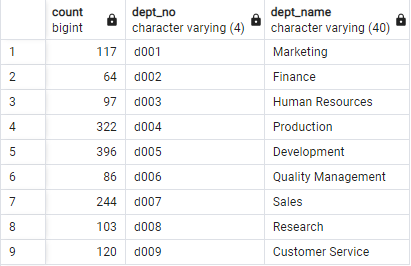 count dept_no dept_name
bigint character varying (4) character varying (40)
1 117 d001 Marketing
2 64 d002 Finance
3 97 d003 Human Resources
4 322 d004 Production
5 396 d005 Development
6 86 d006 Quality Management
7 244 d007 Sales
8 103 d008 Research
9 120 d009 Customer Service